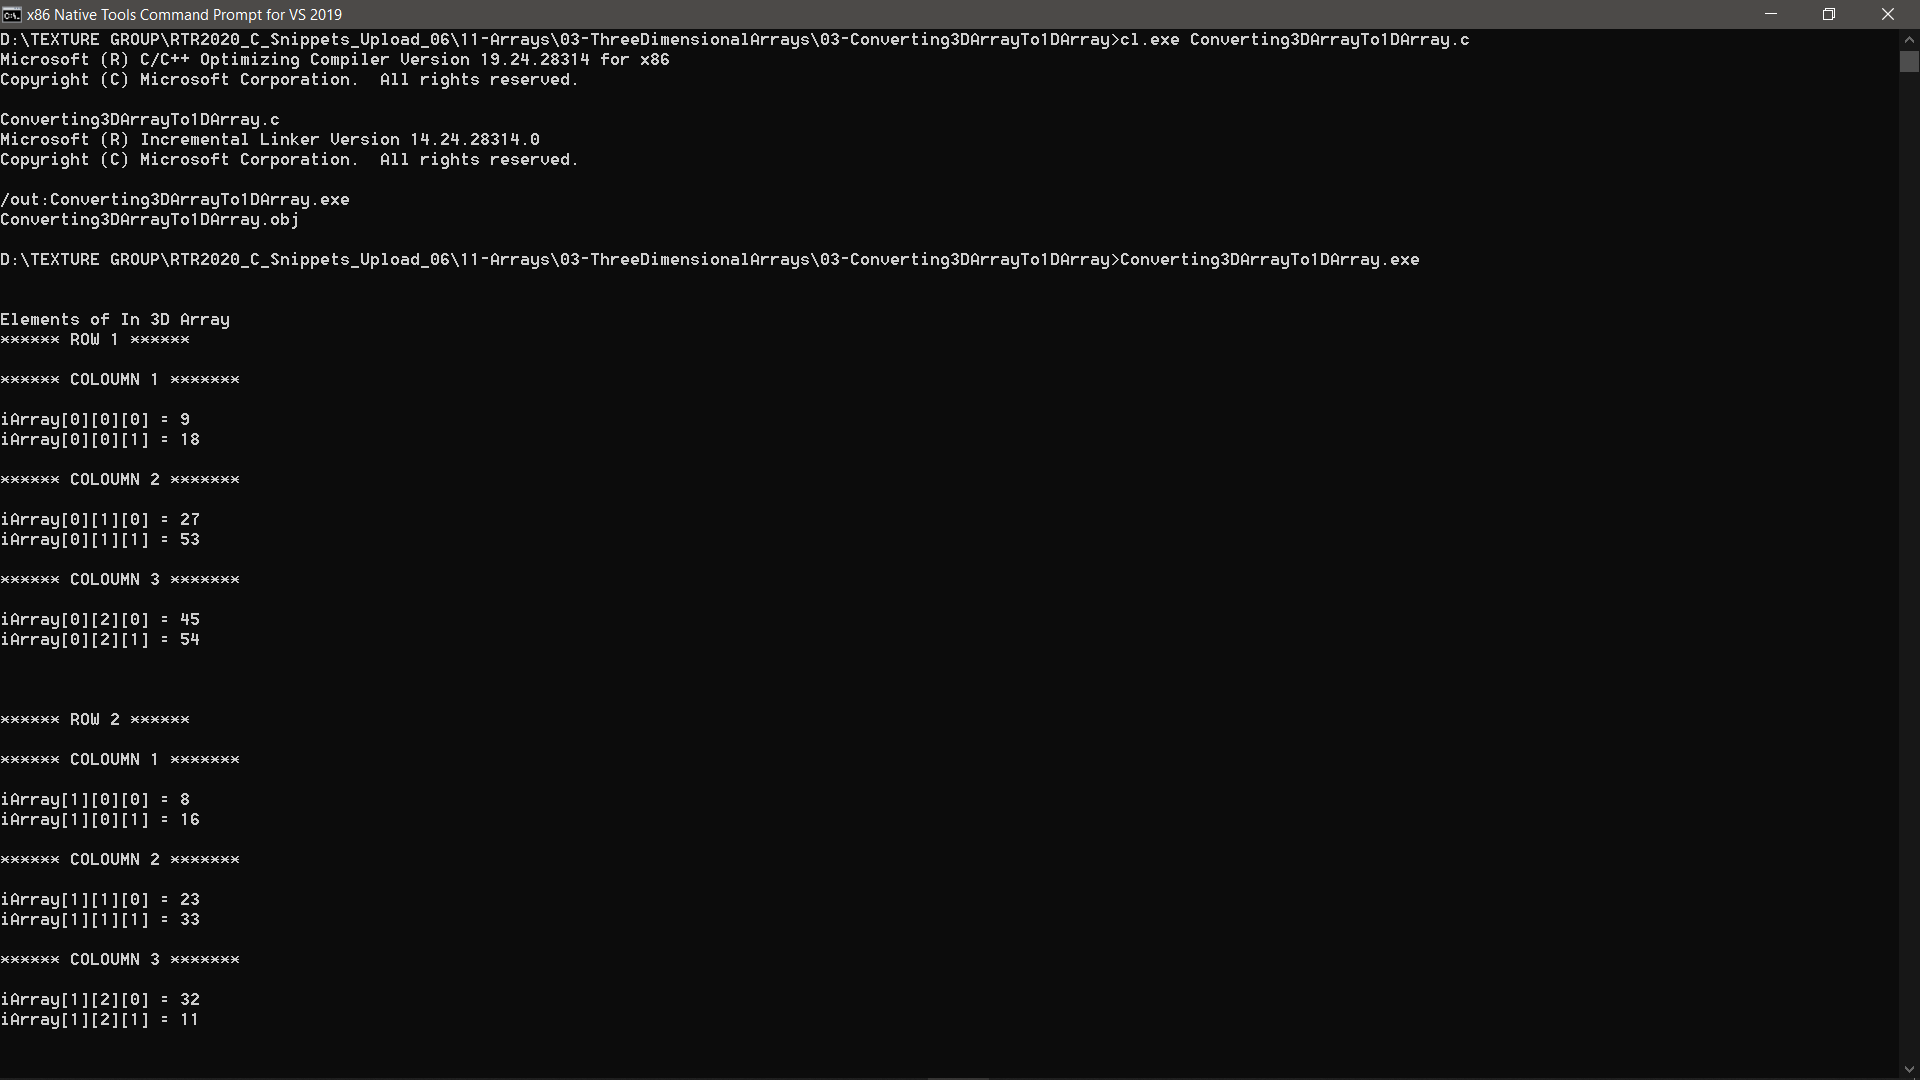 x86 Native Tools Command Prompt for VS 2019
D:\TEXTURE GROUP\RTR2020_C_Snippets_Upload_06\11-Arrays\03-ThreeDimensionalArrays\03-Converting3DArrayTo1DArray>cl.exe Converting3DArrayTo1DArray.c
Microsoft (R) C/C++ Optimizing Compiler Version 19.24.28314 for x86
Copyright (C) Microsoft Corporation.  All rights reserved.

Converting3DArrayTo1DArray.c
Microsoft (R) Incremental Linker Version 14.24.28314.0
Copyright (C) Microsoft Corporation.  All rights reserved.

/out:Converting3DArrayTo1DArray.exe
Converting3DArrayTo1DArray.obj

D:\TEXTURE GROUP\RTR2020_C_Snippets_Upload_06\11-Arrays\03-ThreeDimensionalArrays\03-Converting3DArrayTo1DArray>Converting3DArrayTo1DArray.exe

Elements of In 3D Array
****** ROW 1 ******

****** COLOUMN 1 *******

iArray[0][0][0] = 9
iArray[0][0][1] = 18

****** COLOUMN 2 *******

iArray[0][1][0] = 27
iArray[0][1][1] = 53

****** COLOUMN 3 *******

iArray[0][2][0] = 45
iArray[0][2][1] = 54

****** ROW 2 ******

****** COLOUMN 1 *******

iArray[1][0][0] = 8
iArray[1][0][1] = 16

****** COLOUMN 2 *******

iArray[1][1][0] = 23
iArray[1][1][1] = 33

****** COLOUMN 3 *******

iArray[1][2][0] = 32
iArray[1][2][1] = 11